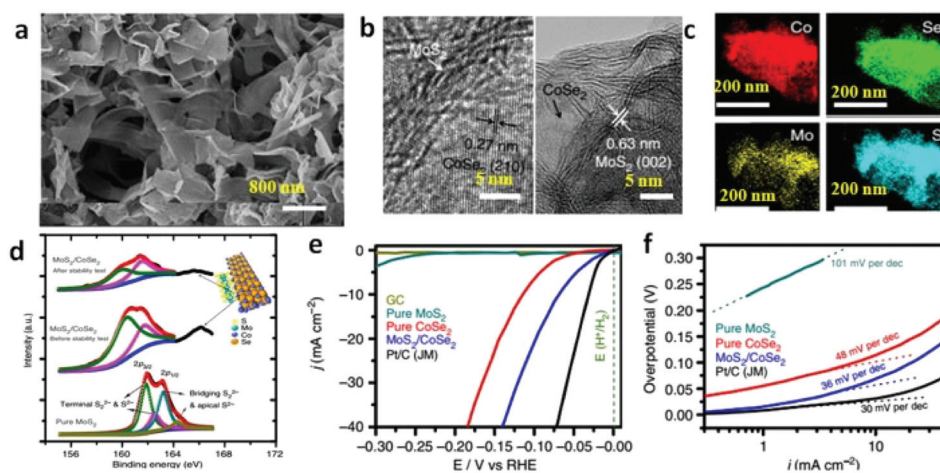 a
800 nm
b
MoS₂
0.27 nm
CoSe₂ (210)
5 nm
CoSe₂
0.63 nm
MoS₂ (002)
5 nm
c
Co
200 nm
Se
200 nm
Mo
200 nm
S
200 nm
d
MoS₂/CoSe₂
After stability test
S
Mo
Co
Se
MoS₂/CoSe₂
Before stability test
2p₃/₂ 2p₁/₂
Bridging S₂²⁻
Terminal S₂²⁻ & S²⁻
& apical S²⁻
Pure MoS₂
Intensity (a.u.)
156 160 164 168 172
Binding energy (eV)
e
0
−10
−20
−30
−40
j (mA cm⁻²)
GC
Pure MoS₂
Pure CoSe₂
MoS₂/CoSe₂
Pt/C (JM)
E (H⁺/H₂)
−0.30 −0.25 −0.20 −0.15 −0.10 −0.05 0.00
E / V vs RHE
f
0.30
0.25
0.20
0.15
0.10
0.05
0.00
Overpotential (V)
101 mV per dec
Pure MoS₂
Pure CoSe₂
MoS₂/CoSe₂
Pt/C (JM)
48 mV per dec
36 mV per dec
30 mV per dec
1 10
j (mA cm⁻²)